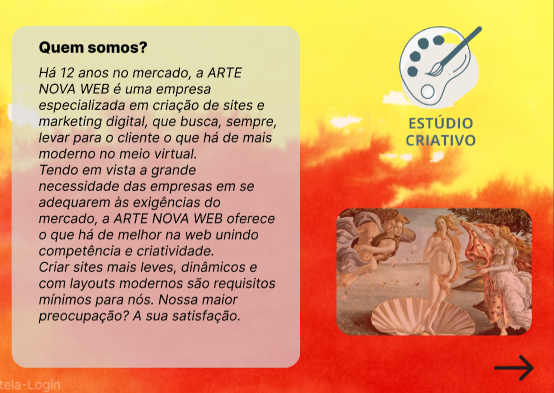 Quem somos?
Há 12 anos no mercado, a ARTE
NOVA WEB é uma empresa
especializada em criação de sites e
marketing digital, que busca, sempre,
levar para o cliente o que há de mais
moderno no meio virtual.
Tendo em vista a grande
necessidade das empresas em se
adequarem às exigências do
mercado, a ARTE NOVA WEB oferece
o que há de melhor na web unindo
competência e criatividade.
Criar sites mais leves, dinâmicos e
com layouts modernos são requisitos
mínimos para nós. Nossa maior
preocupação? A sua satisfação.
ESTÚDIO
CRIATIVO
tela-Login